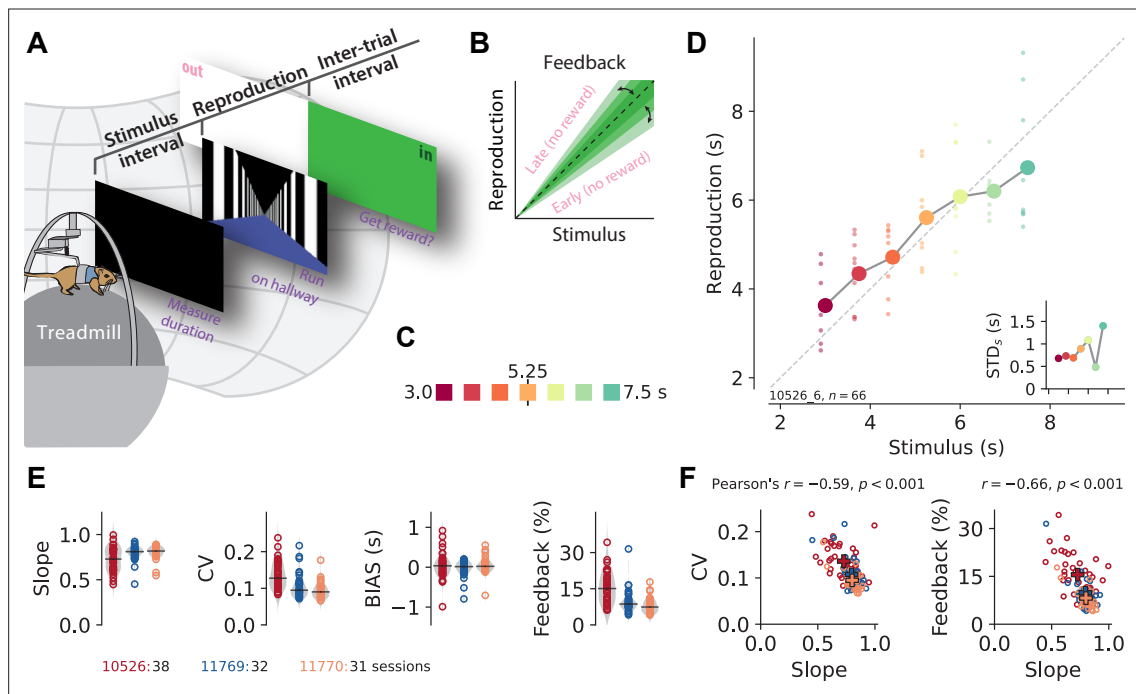 A
out
Stimulus
interval
Reproduction
Inter-trial
interval
in
Get reward?
Run
on hallway
Measure
duration
Treadmill
B
Feedback
Reproduction
Late (no reward)
Early (no reward)
Stimulus
C
5.25
3.0
7.5 s
D
Reproduction (s)
8
6
4
2
10526_6, n = 66
2
4
6
8
Stimulus (s)
STDs (s)
1.5
1
0.5
0
E
Slope
1.0
0.5
0.0
CV
0.2
0.1
0.0
BIAS (s)
1
0
−1
Feedback (%)
30
15
0
10526:38
11769:32
11770:31 sessions
F
Pearson's r = −0.59, p < 0.001
CV
0.2
0.1
0.0
0.0
0.5
1.0
Slope
r = −0.66, p < 0.001
Feedback (%)
30
15
0
0.0
0.5
1.0
Slope